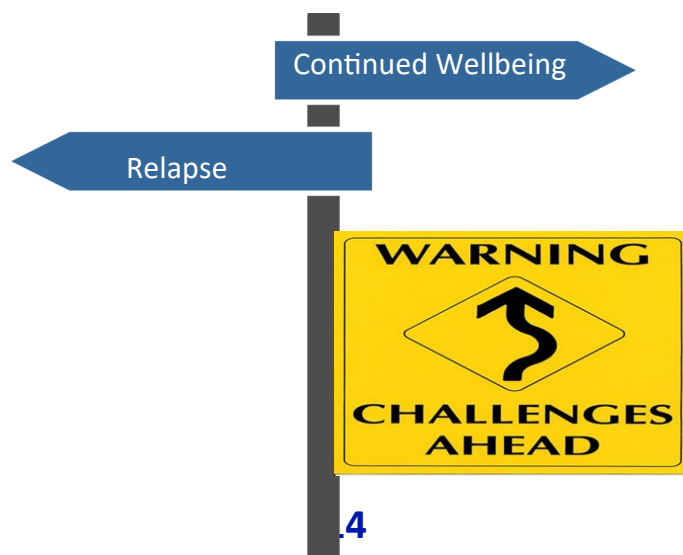 Continued Wellbeing
Relapse
WARNING
CHALLENGES
AHEAD
4